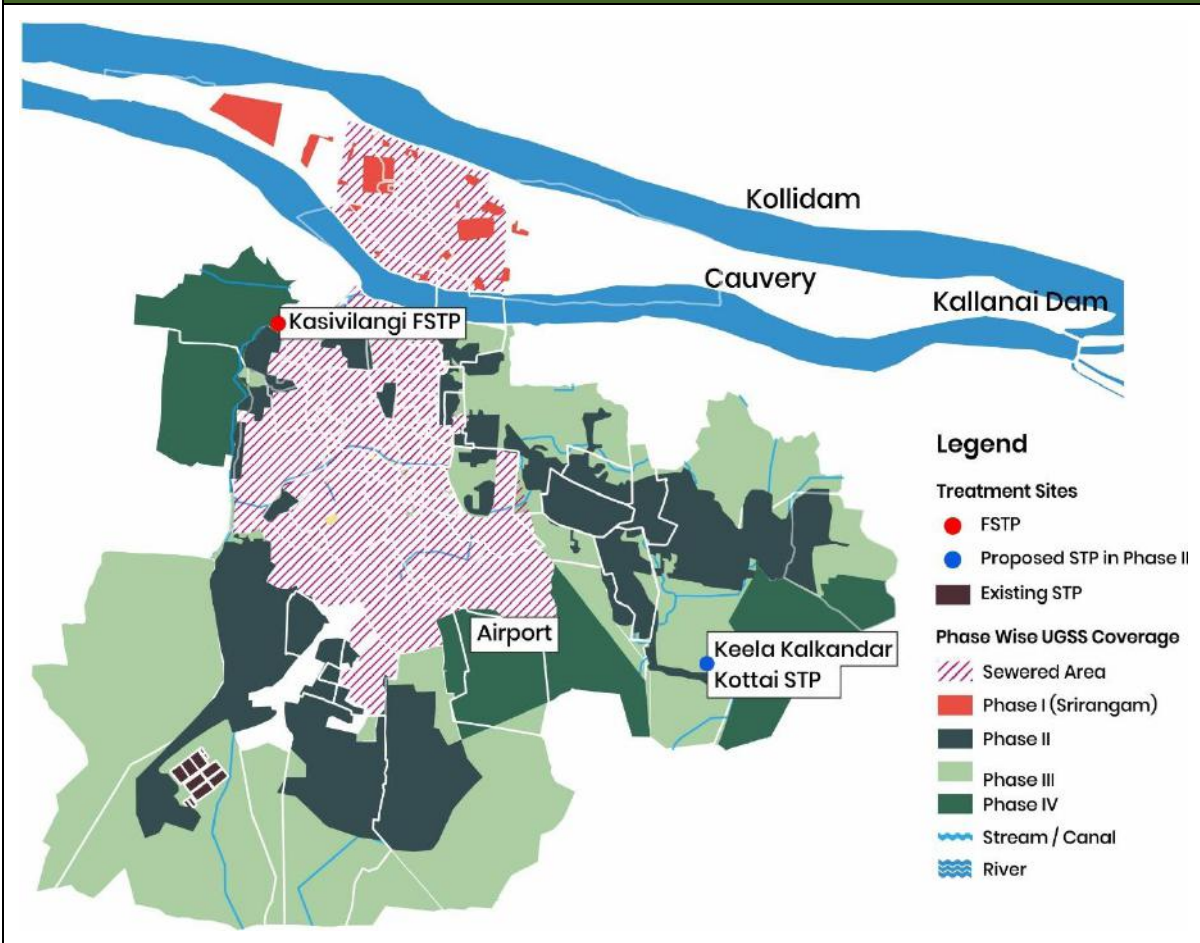 Kollidam
Cauvery
Kallanai Dam
Kasivilangi FSTP
Airport
Keela Kalkandar
Kottai STP
Legend
Treatment Sites
FSTP
Proposed STP in Phase II
Existing STP
Phase Wise UGSS Coverage
Sewered Area
Phase I (Srirangam)
Phase II
Phase III
Phase IV
Stream / Canal
River